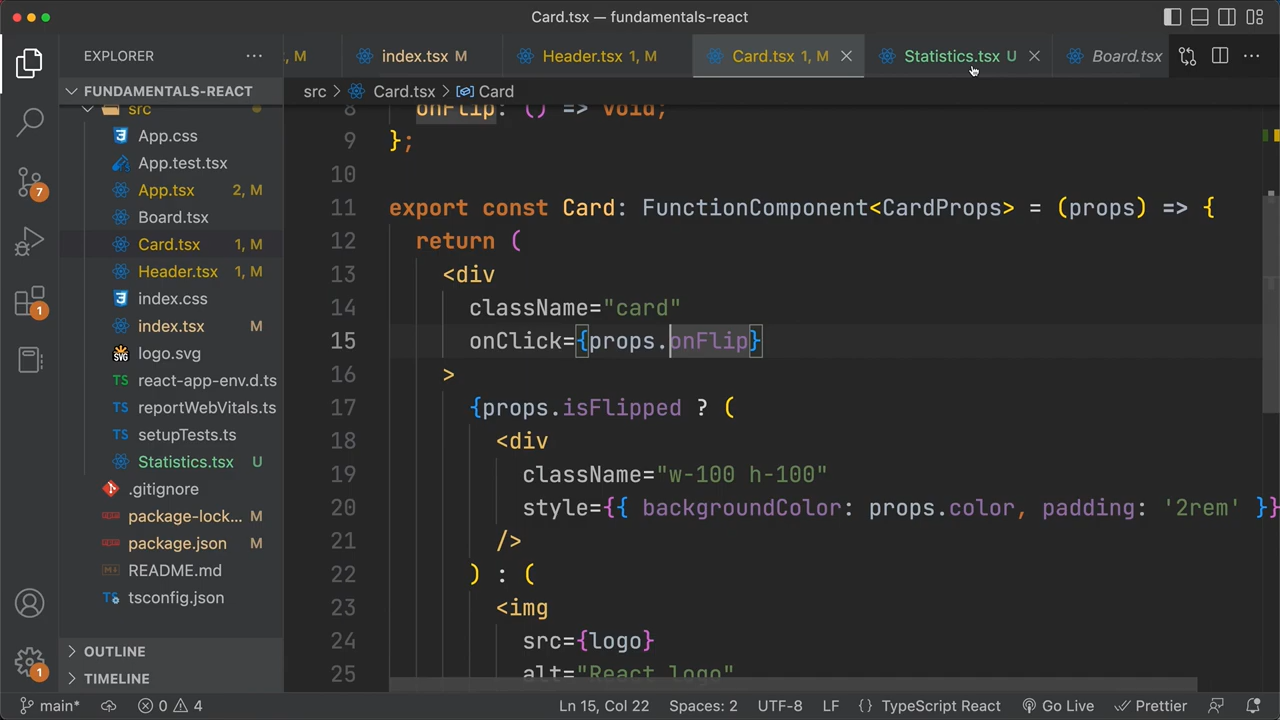 Card.tsx — fundamentals-react
EXPLORER
, M
index.tsx M
Header.tsx 1, M
Card.tsx 1, M
Statistics.tsx U
Board.tsx
FUNDAMENTALS-REACT
src > Card.tsx > Card
src
App.css
App.test.tsx
App.tsx 2, M
Board.tsx
Card.tsx 1, M
Header.tsx 1, M
index.css
index.tsx M
logo.svg
TS react-app-env.d.ts
TS reportWebVitals.ts
TS setupTests.ts
Statistics.tsx U
.gitignore
package-lock... M
package.json M
README.md
TS tsconfig.json
OUTLINE
TIMELINE
7
1
1
8 onFlip: () => void;
9 };
10
11 export const Card: FunctionComponent<CardProps> = (props) => {
12 return (
13 <div
14 className="card"
15 onClick={props.onFlip}
16 >
17 {props.isFlipped ? (
18 <div
19 className="w-100 h-100"
20 style={{ backgroundColor: props.color, padding: '2rem' }}
21 />
22 ) : (
23 <img
24 src={logo}
25 alt="React logo"
main* 0 4 Ln 15, Col 22 Spaces: 2 UTF-8 LF {} TypeScript React Go Live Prettier